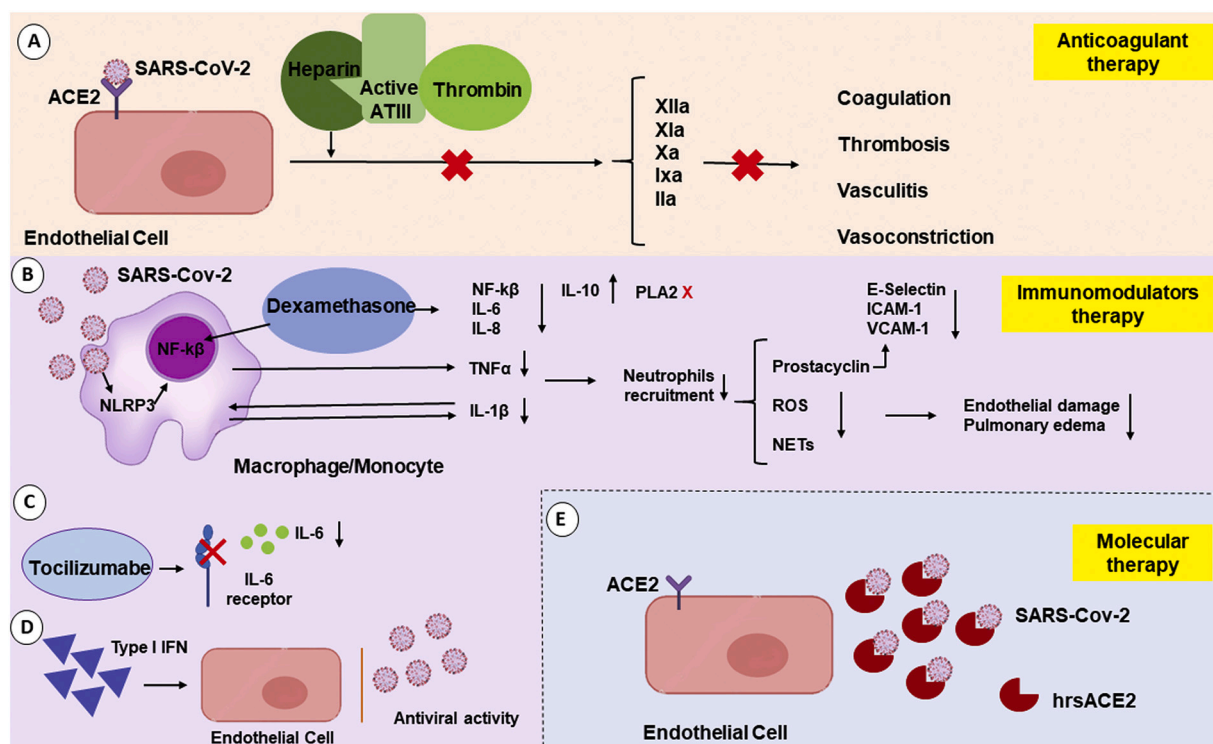 A
SARS-CoV-2
ACE2
Endothelial Cell
Heparin
Active
ATIII
Thrombin
XIIa
XIa
Xa
Ixa
IIa
Coagulation
Thrombosis
Vasculitis
Vasoconstriction
Anticoagulant
therapy
B
SARS-Cov-2
NF-kβ
NLRP3
Macrophage/Monocyte
Dexamethasone
NF-kβ
IL-6
IL-8
IL-10
PLA2 X
TNFα
IL-1β
Neutrophils
recruitment
E-Selectin
ICAM-1
VCAM-1
Prostacyclin
ROS
NETs
Endothelial damage
Pulmonary edema
Immunomodulators
therapy
C
Tocilizumabe
IL-6
IL-6
receptor
D
Type I IFN
Endothelial Cell
Antiviral activity
E
ACE2
Endothelial Cell
SARS-Cov-2
hrsACE2
Molecular
therapy